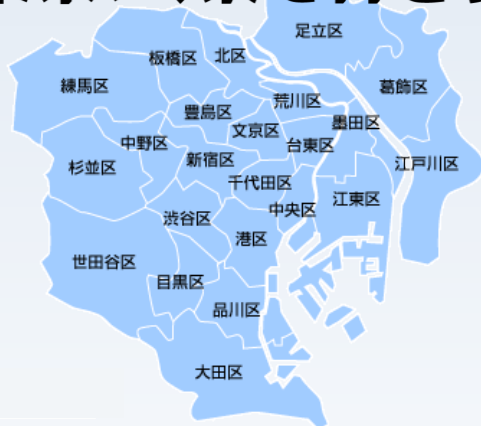 足立区
板橋区
北区
練馬区
葛飾区
荒川区
豊島区
墨田区
文京区
中野区
台東区
新宿区
江戸川区
杉並区
千代田区
江東区
中央区
渋谷区
港区
世田谷区
目黒区
品川区
大田区